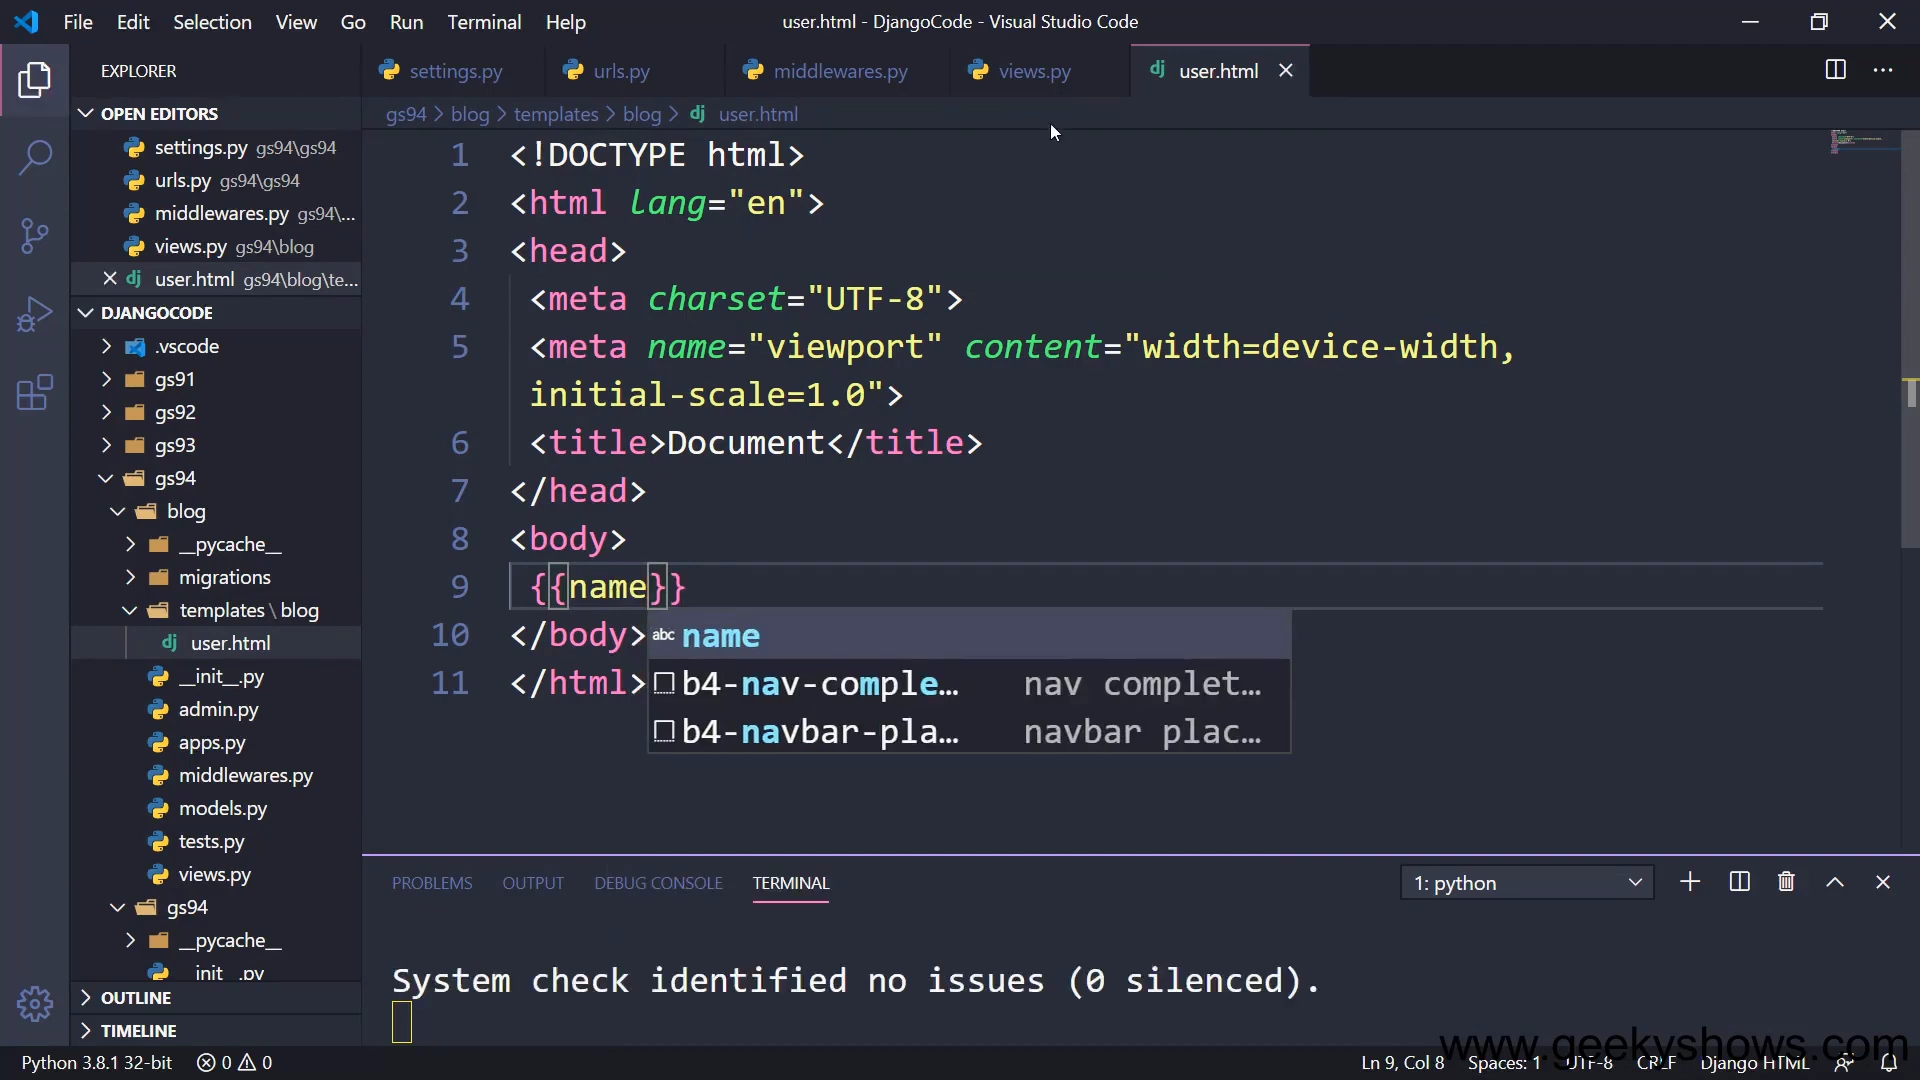 File Edit Selection View Go Run Terminal Help
user.html - DjangoCode - Visual Studio Code
EXPLORER
settings.py urls.py middlewares.py views.py dj user.html
OPEN EDITORS
settings.py gs94\gs94
urls.py gs94\gs94
middlewares.py gs94\...
views.py gs94\blog
dj user.html gs94\blog\te...
DJANGOCODE
.vscode
gs91
gs92
gs93
gs94
blog
__pycache__
migrations
templates \ blog
dj user.html
__init__.py
admin.py
apps.py
middlewares.py
models.py
tests.py
views.py
gs94
__pycache__
__init__.py
OUTLINE
TIMELINE
gs94 > blog > templates > blog > dj user.html
1 <!DOCTYPE html>
2 <html lang="en">
3 <head>
4 <meta charset="UTF-8">
5 <meta name="viewport" content="width=device-width,
initial-scale=1.0">
6 <title>Document</title>
7 </head>
8 <body>
9 {{name}}
10 </body>
11 </html>
abc name
b4-nav-comple… nav complet…
b4-navbar-pla… navbar plac…
PROBLEMS OUTPUT DEBUG CONSOLE TERMINAL
1: python
System check identified no issues (0 silenced).
www.geekyshows.com
Python 3.8.1 32-bit 0 0
Ln 9, Col 8 Spaces: 1 UTF-8 CRLF Django HTML